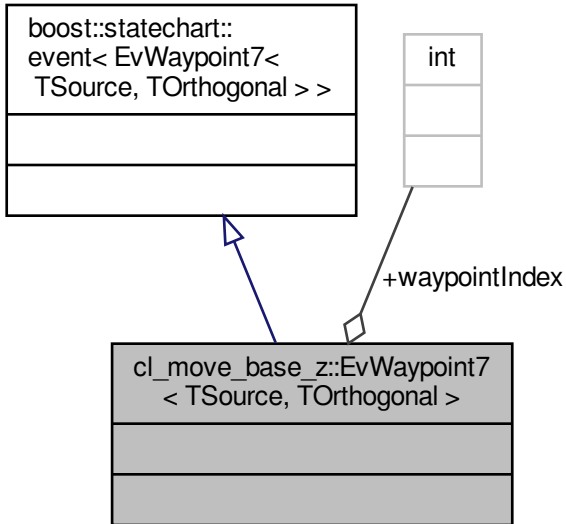 boost::statechart::
event< EvWaypoint7<
TSource, TOrthogonal > >
int
+waypointIndex
cl_move_base_z::EvWaypoint7
< TSource, TOrthogonal >